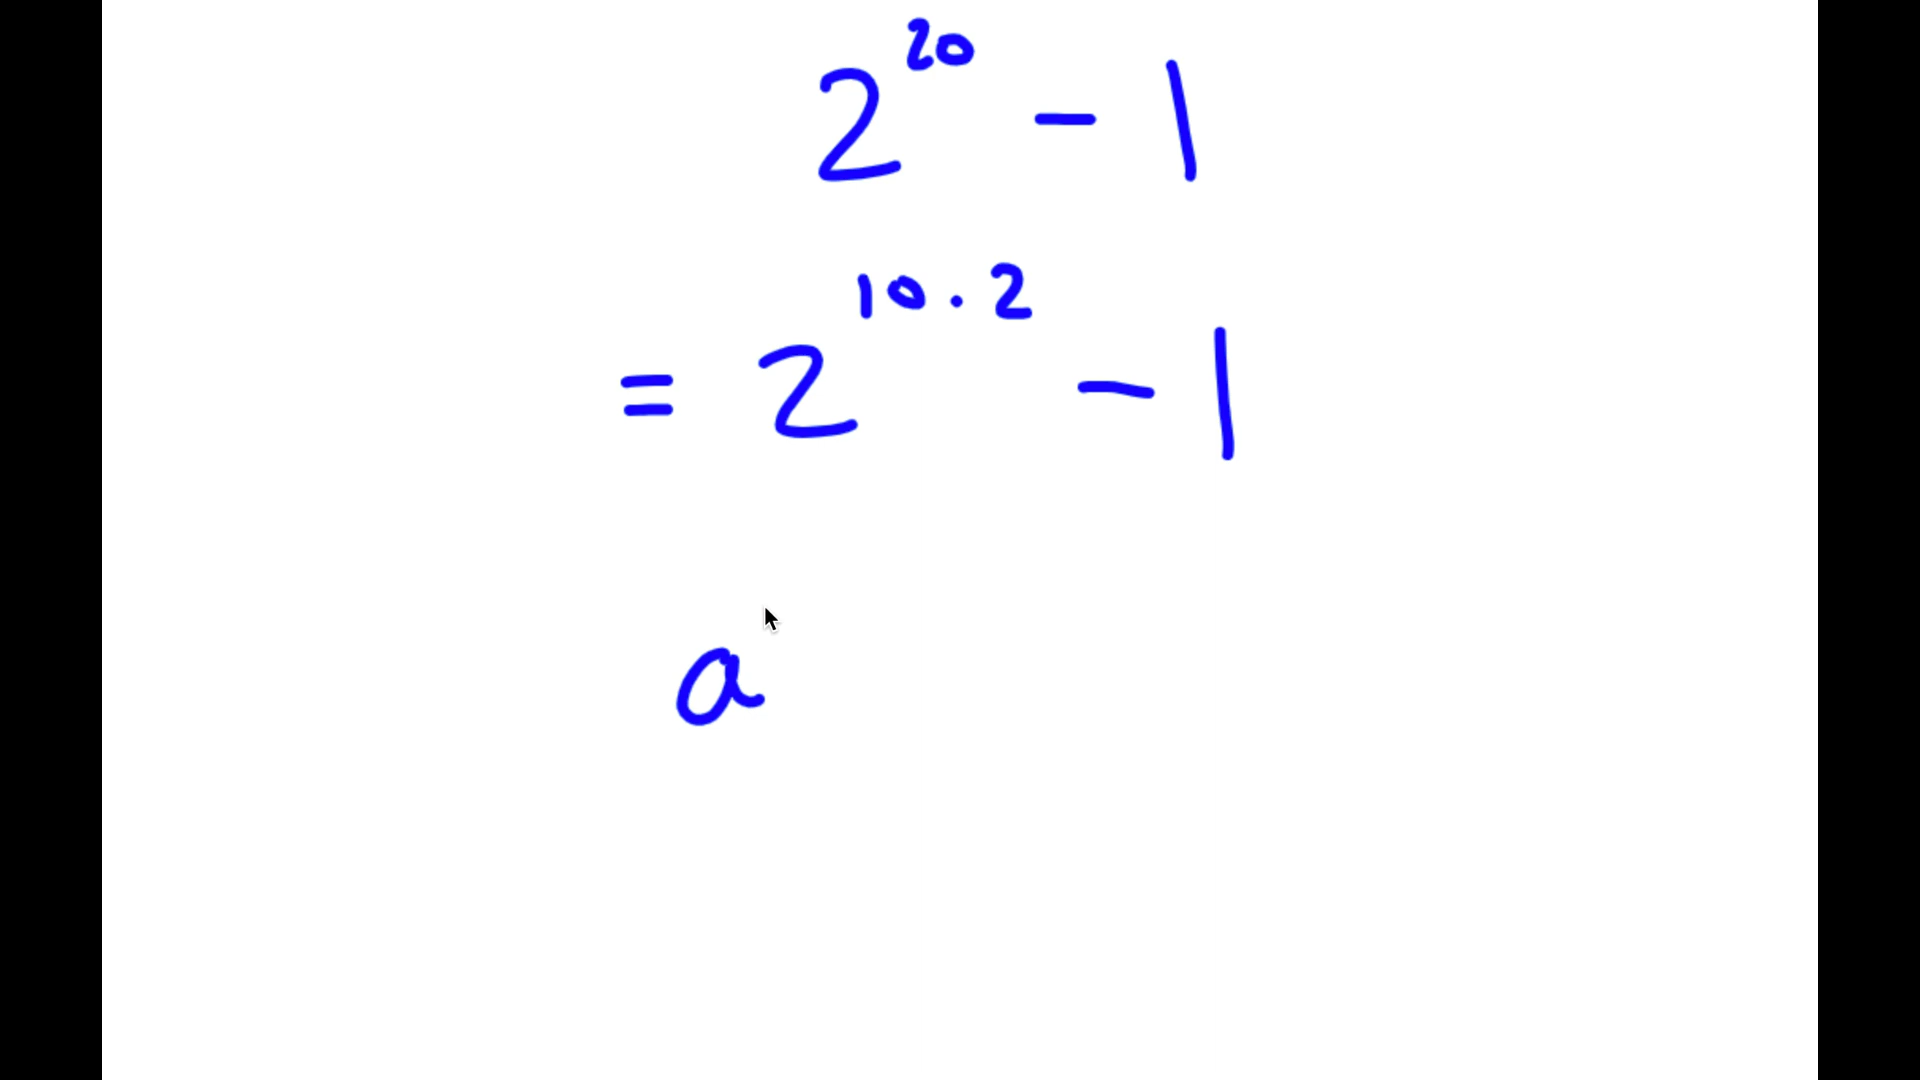 2^20 - 1
= 2^10·2 - 1
a